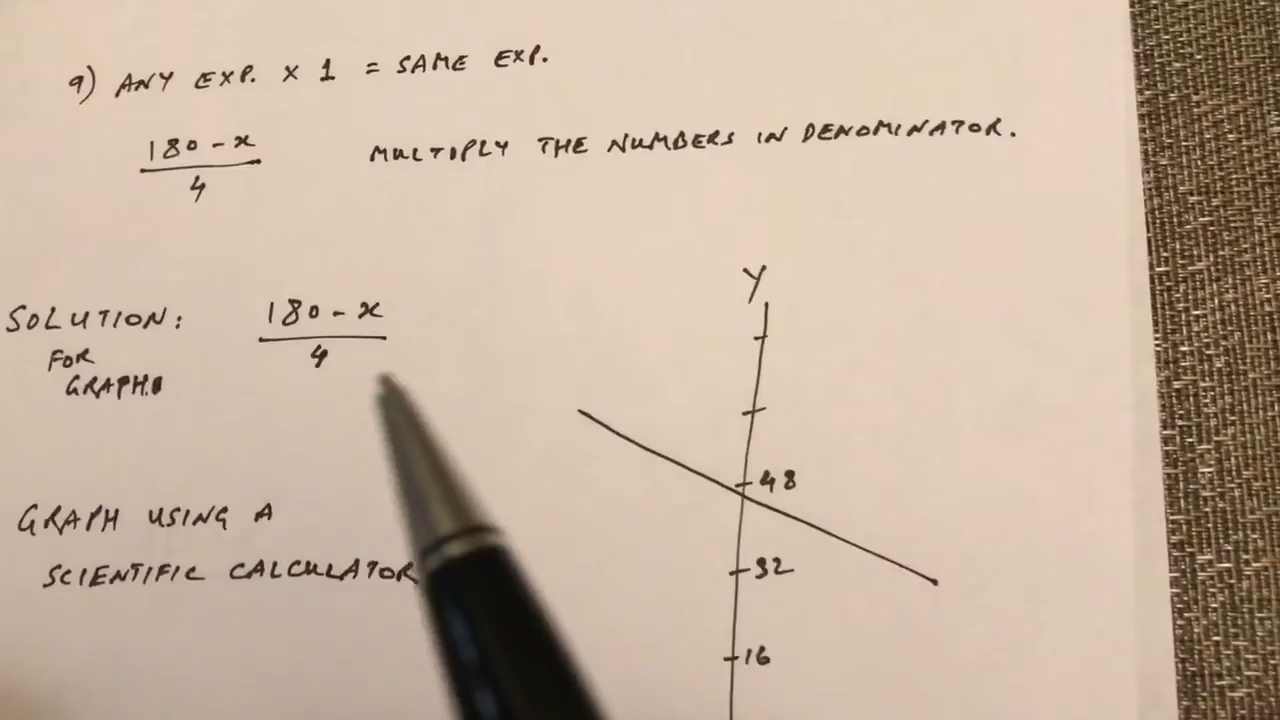 9) ANY EXP. × 1 = SAME EXP.
180 - x
4
MULTIPLY THE NUMBERS IN DENOMINATOR.
SOLUTION:
FOR
GRAPH.
180 - x
4
GRAPH USING A
SCIENTIFIC CALCULATOR
Y
48
32
16